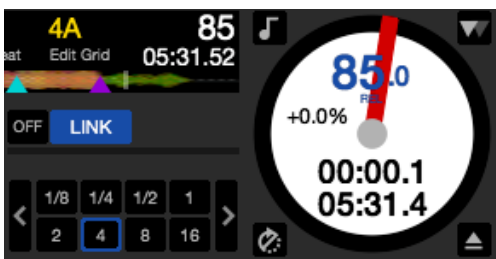 4A 85
Edit Grid 05:31.52
OFF LINK
1/8 1/4 1/2 1
2 4 8 16
85.0
REL
+0.0%
00:00.1
05:31.4